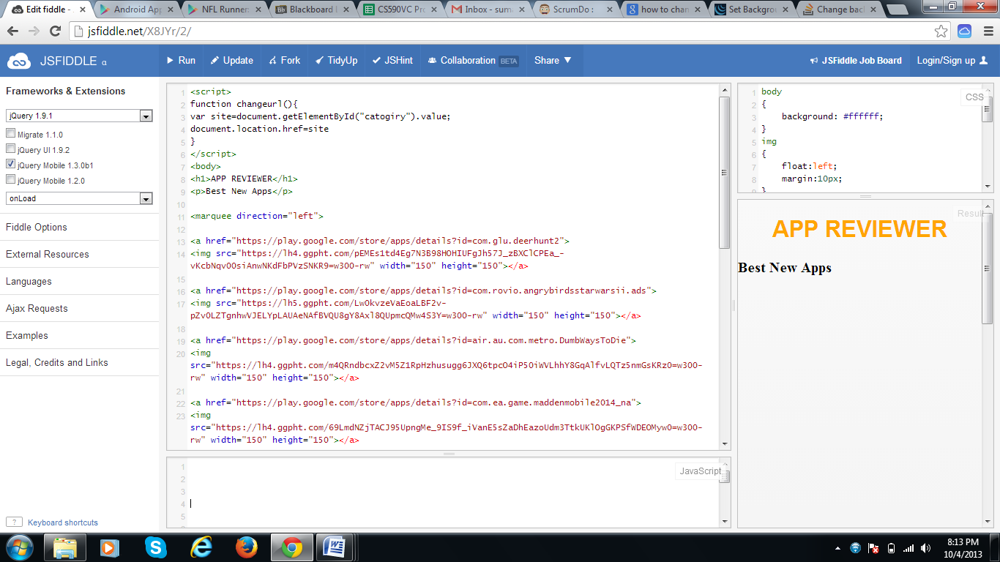 Edit fiddle -
Android App
NFL Runner
Blackboard L
CS590VC Pro
Inbox - sum
ScrumDo :
how to chan
Set Backgrou
Change back
jsfiddle.net/X8JYr/2/
JSFIDDLE α
Run
Update
Fork
TidyUp
JSHint
Collaboration BETA
Share
JSFiddle Job Board
Login/Sign up
Frameworks & Extensions
jQuery 1.9.1
Migrate 1.1.0
jQuery UI 1.9.2
jQuery Mobile 1.3.0b1
jQuery Mobile 1.2.0
onLoad
Fiddle Options
External Resources
Languages
Ajax Requests
Examples
Legal, Credits and Links
? Keyboard shortcuts
1 <script>
2 function changeurl(){
3 var site=document.getElementById("catogiry").value;
4 document.location.href=site
5 }
6 </script>
7 <body>
8 <h1>APP REVIEWER</h1>
9 <p>Best New Apps</p>
10
11 <marquee direction="left">
12
13 <a href="https://play.google.com/store/apps/details?id=com.glu.deerhunt2">
14 <img src="https://lh4.ggpht.com/pEMEs1td4Eg7N3B98HOHIUFgJh57J_zBXClCPEa_-
vKcbNqvOOsiAnwNKdFbPVzSNKR9=w300-rw" width="150" height="150"></a>
15
16 <a href="https://play.google.com/store/apps/details?id=com.rovio.angrybirdsstarwarsii.ads">
17 <img src="https://lh5.ggpht.com/LwOkvzeVaEoaLBF2v-
pZvOLZTgnhwVJELYpLAUAeNAfBVQU8gY8Axl8QUpmcQMw4S3Y=w300-rw" width="150" height="150"></a>
18
19 <a href="https://play.google.com/store/apps/details?id=air.au.com.metro.DumbWaysToDie">
20 <img
src="https://lh4.ggpht.com/m4QRndbcxZ2vM5Z1RpHzhusugg6JXQ6tpcO4iP5OiWVLhhY8GqAlfvLQTz5nmGsKRzO=w300-
rw" width="150" height="150"></a>
21
22 <a href="https://play.google.com/store/apps/details?id=com.ea.game.maddenmobile2014_na">
23 <img
src="https://lh4.ggpht.com/69LmdNZjTACJ95UpngMe_9IS9f_iVanE5sZaDhEazoUdm3TtkUKlOgGKPSfWDEOMyw0=w300-
rw" width="150" height="150"></a>
JavaScript
1
2
3
4
5
CSS
1 body
2 {
3 background: #ffffff;
4 }
5 img
6 {
7 float:left;
8 margin:10px;
9 }
Result
APP REVIEWER
Best New Apps
8:13 PM
10/4/2013